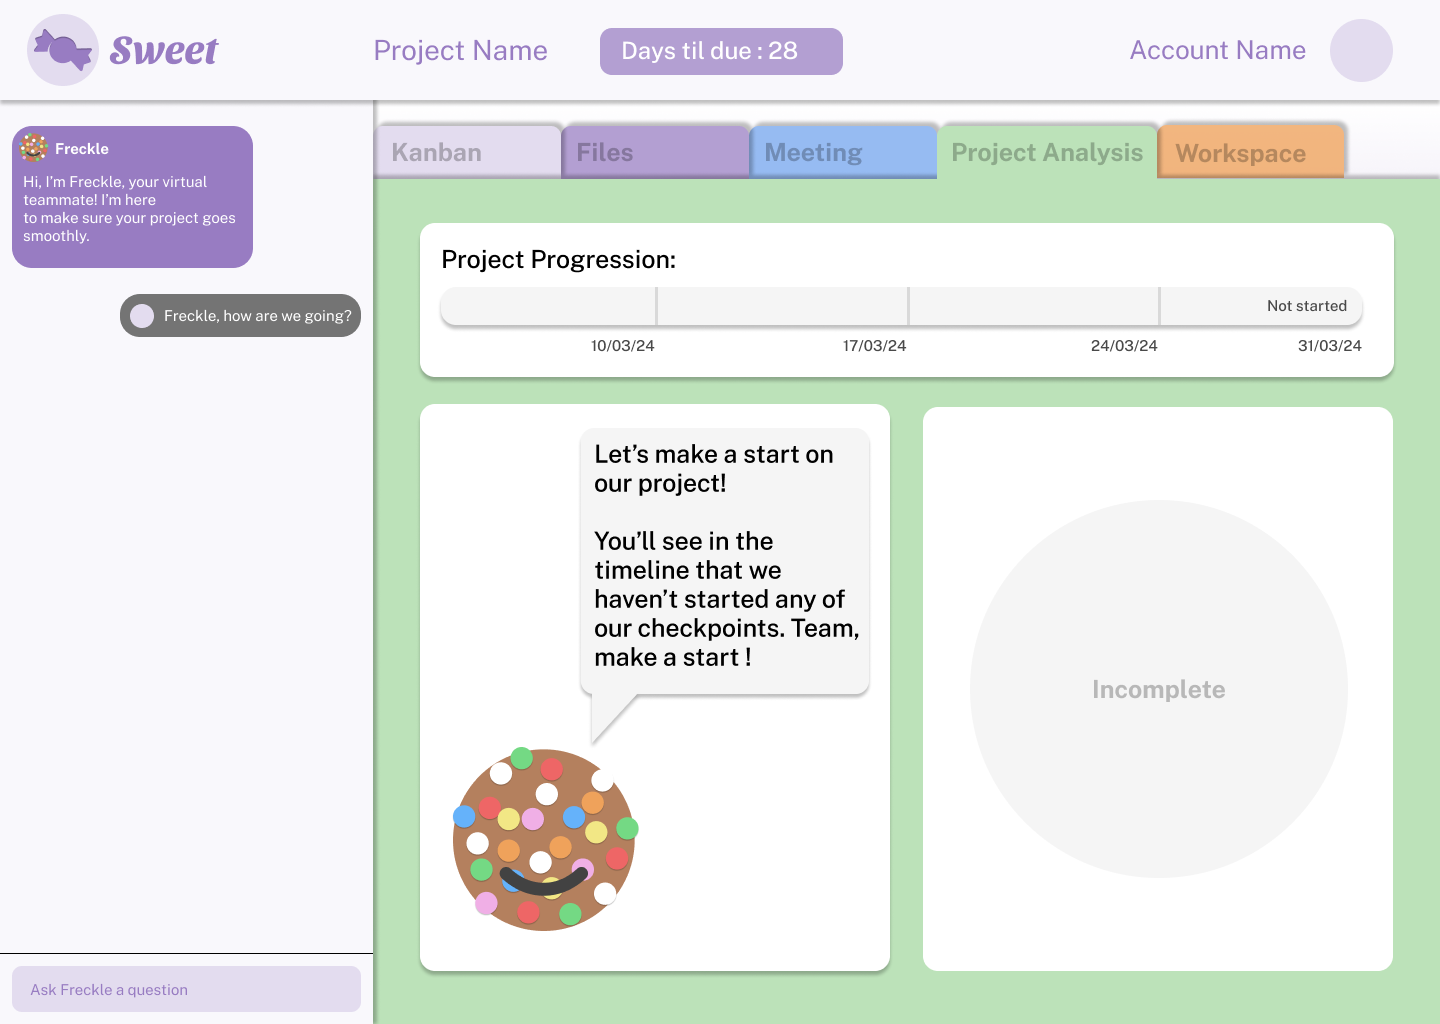 Sweet
Project Name
Days til due : 28
Account Name
Freckle
Hi, I’m Freckle, your virtual
teammate! I’m here
to make sure your project goes
smoothly.
Freckle, how are we going?
Ask Freckle a question
Kanban
Files
Meeting
Project Analysis
Workspace
Project Progression:
Not started
10/03/24
17/03/24
24/03/24
31/03/24
Let’s make a start on
our project!
You’ll see in the
timeline that we
haven’t started any of
our checkpoints. Team,
make a start !
Incomplete